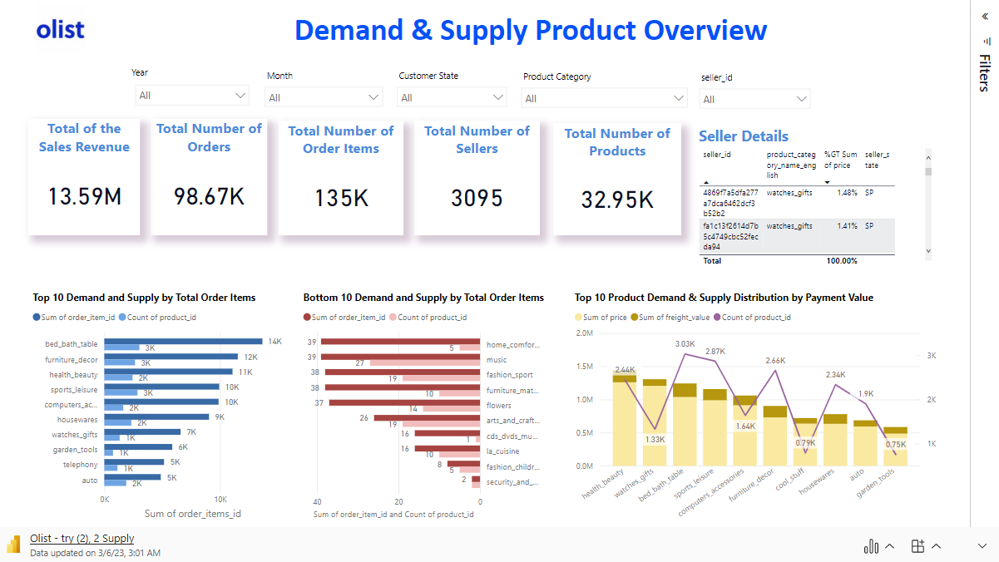 olist
Demand & Supply Product Overview
Filters
Year
Month
Customer State
Product Category
seller_id
All
All
All
All
All
Total of the
Sales Revenue
13.59M
Total Number of
Orders
98.67K
Total Number of
Order Items
135K
Total Number of
Sellers
3095
Total Number of
Products
32.95K
Seller Details
seller_id
product_categ
ory_name_eng
lish
%GT Sum
of price
seller_s
tate
4869f7a5dfa277
a7dca6462dcf3
b52b2
watches_gifts
1.48%
SP
fa1c13f2614d7b
5c4749cbc52fec
da94
watches_gifts
1.41%
SP
Total
100.00%
Top 10 Demand and Supply by Total Order Items
Sum of order_item_id
Count of product_id
bed_bath_table
14K
3K
furniture_decor
12K
3K
health_beauty
11K
2K
sports_leisure
10K
3K
computers_ac...
10K
2K
housewares
9K
2K
watches_gifts
7K
1K
garden_tools
6K
1K
telephony
5K
1K
auto
5K
2K
0K
10K
Sum of order_items_id
Bottom 10 Demand and Supply by Total Order Items
Sum of order_item_id
Count of product_id
39
5
home_comfor...
39
27
music
38
19
fashion_sport
38
10
furniture_mat...
37
14
flowers
26
19
arts_and_craft...
16
1
cds_dvds_mu...
16
10
la_cuisine
8
5
fashion_childr...
2
security_and_...
40
20
0
Sum of order_item_id and Count of product_id
Top 10 Product Demand & Supply Distribution by Payment Value
Sum of price
Sum of freight_value
Count of product_id
2.0M
1.5M
1.0M
0.5M
0.0M
2.44K
1.33K
3.03K
2.87K
1.64K
2.66K
0.79K
2.34K
1.9K
0.75K
3K
2K
1K
health_beauty
watches_gifts
bed_bath_table
sports_leisure
computers_accessories
furniture_decor
cool_stuff
housewares
auto
garden_tools
Olist - try (2), 2 Supply
Data updated on 3/6/23, 3:01 AM